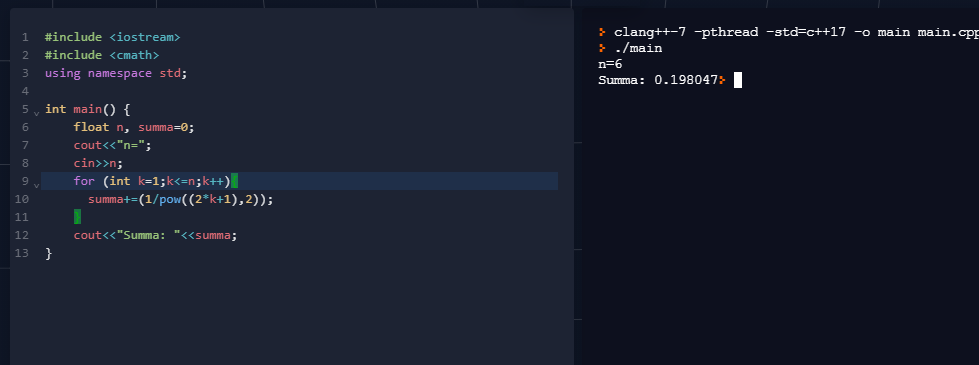 1 #include <iostream>
2 #include <cmath>
3 using namespace std;
4
5 int main() {
6 float n, summa=0;
7 cout<<"n=";
8 cin>>n;
9 for (int k=1;k<=n;k++){
10 summa+=(1/pow((2*k+1),2));
11 }
12 cout<<"Summa: "<<summa;
13 }
clang++-7 -pthread -std=c++17 -o main main.cpp
./main
n=6
Summa: 0.198047